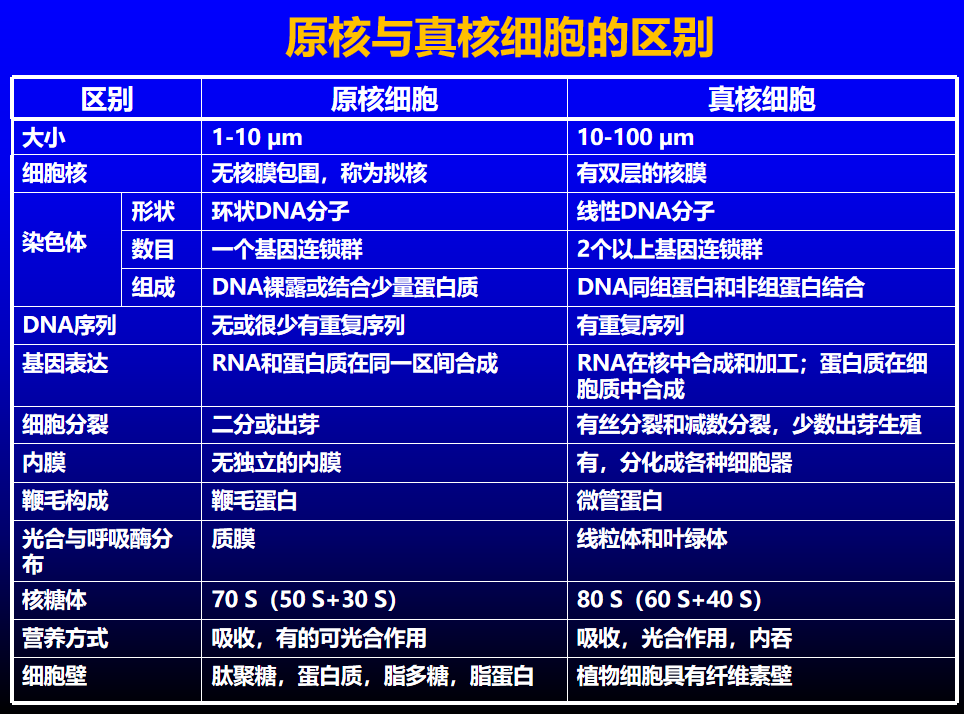 原核与真核细胞的区别
区别 原核细胞 真核细胞
大小 1-10 μm 10-100 μm
细胞核 无核膜包围，称为拟核 有双层的核膜
染色体 形状 环状DNA分子 线性DNA分子
数目 一个基因连锁群 2个以上基因连锁群
组成 DNA裸露或结合少量蛋白质 DNA同组蛋白和非组蛋白结合
DNA序列 无或很少有重复序列 有重复序列
基因表达 RNA和蛋白质在同一区间合成 RNA在核中合成和加工；蛋白质在细
胞质中合成
细胞分裂 二分或出芽 有丝分裂和减数分裂，少数出芽生殖
内膜 无独立的内膜 有，分化成各种细胞器
鞭毛构成 鞭毛蛋白 微管蛋白
光合与呼吸酶分 质膜 线粒体和叶绿体
布
核糖体 70 S（50 S+30 S） 80 S（60 S+40 S）
营养方式 吸收，有的可光合作用 吸收，光合作用，内吞
细胞壁 肽聚糖，蛋白质，脂多糖，脂蛋白 植物细胞具有纤维素壁